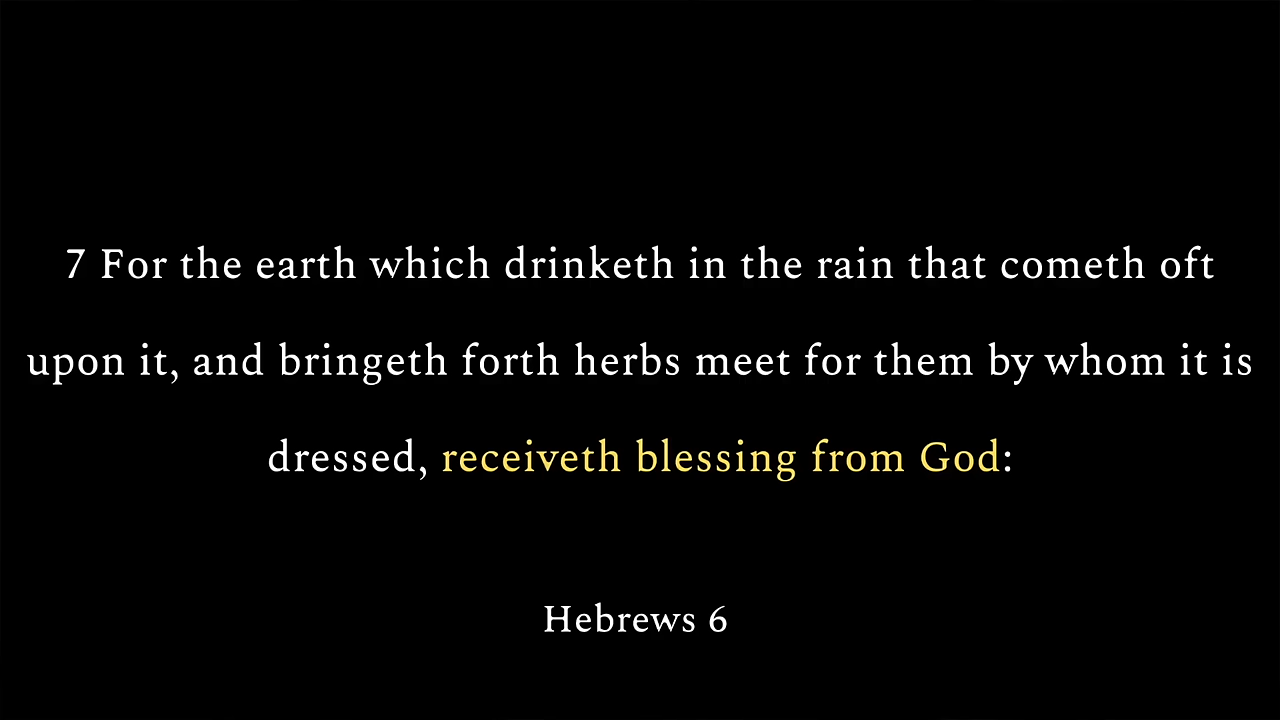 7 For the earth which drinketh in the rain that cometh oft
upon it, and bringeth forth herbs meet for them by whom it is
dressed, receiveth blessing from God:
Hebrews 6